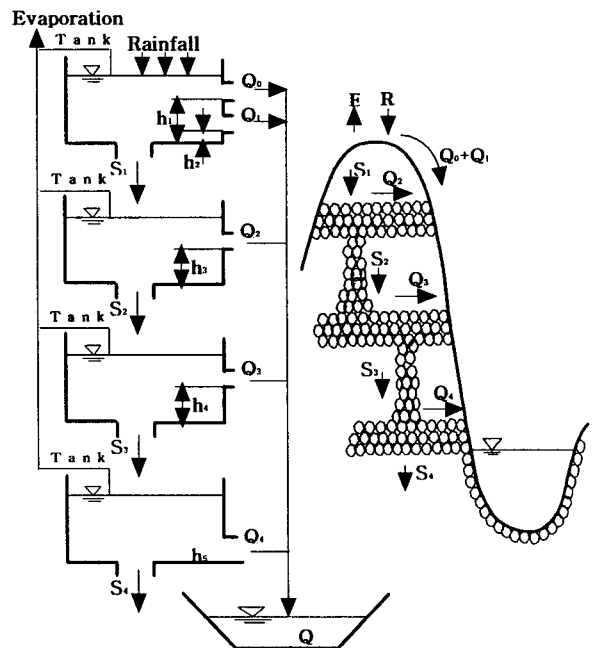 Evaporation
Tank
Rainfall
Q₀
h₁
Q₁
h₂
S₁
Tank
Q₂
h₃
S₂
Tank
Q₃
h₄
S₃
Tank
Q₄
h₅
S₄
Q
E
R
Q₀+Q₁
S₁
Q₂
S₂
Q₃
S₃
Q₄
S₄